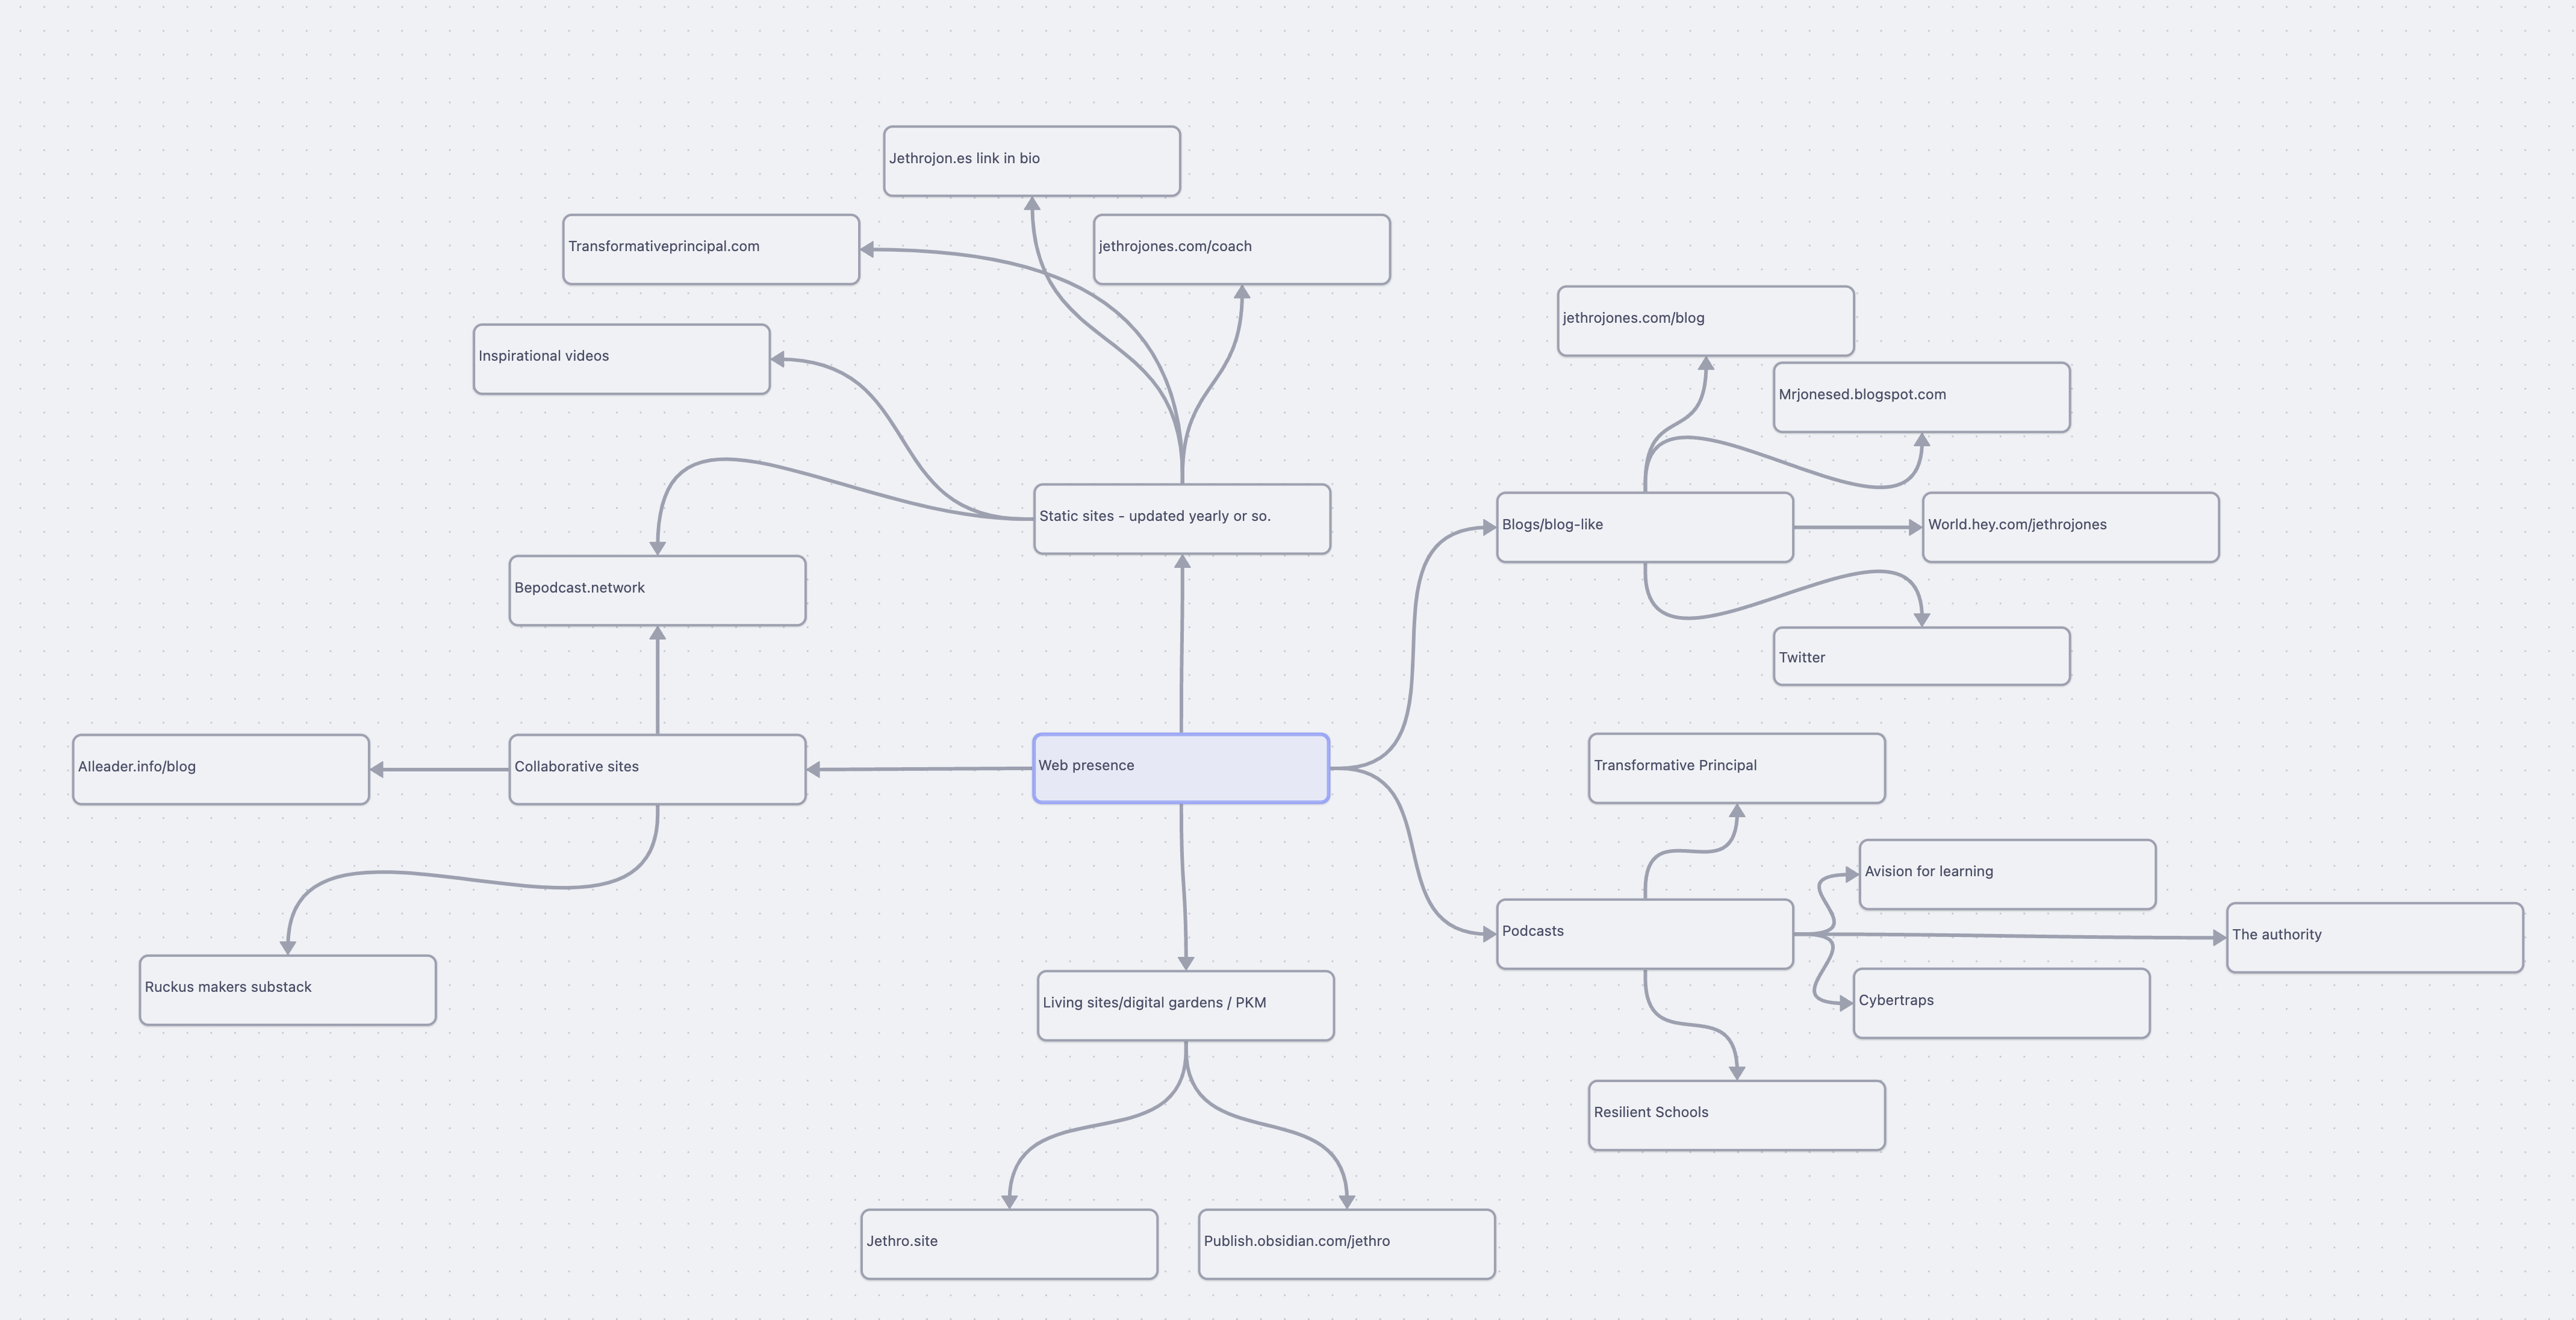 Jethrojon.es link in bio
Transformativeprincipal.com
jethrojones.com/coach
jethrojones.com/blog
Inspirational videos
Mrjonesed.blogspot.com
Static sites - updated yearly or so.
Blogs/blog-like
World.hey.com/jethrojones
Bepodcast.network
Twitter
AIleader.info/blog
Collaborative sites
Web presence
Transformative Principal
Avision for learning
Podcasts
The authority
Ruckus makers substack
Living sites/digital gardens / PKM
Cybertraps
Resilient Schools
Jethro.site
Publish.obsidian.com/jethro